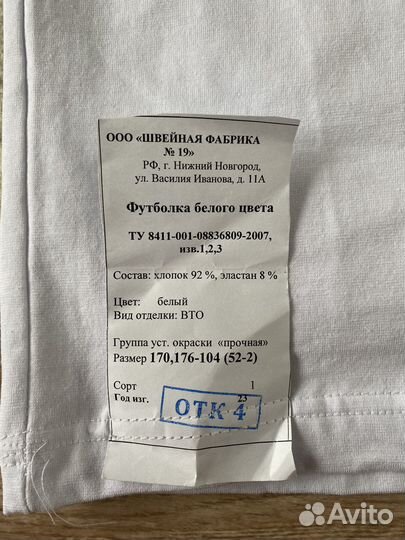 ООО «ШВЕЙНАЯ ФАБРИКА
№ 19»
РФ, г. Нижний Новгород,
ул. Василия Иванова, д. 11А
Футболка белого цвета
ТУ 8411-001-08836809-2007,
изв.1,2,3
Состав: хлопок 92 %, эластан 8 %
Цвет: белый
Вид отделки: ВТО
Группа уст. окраски «прочная»
Размер 170,176-104 (52-2)
Сорт 1
Год изг. 23
ОТК 4
Avito